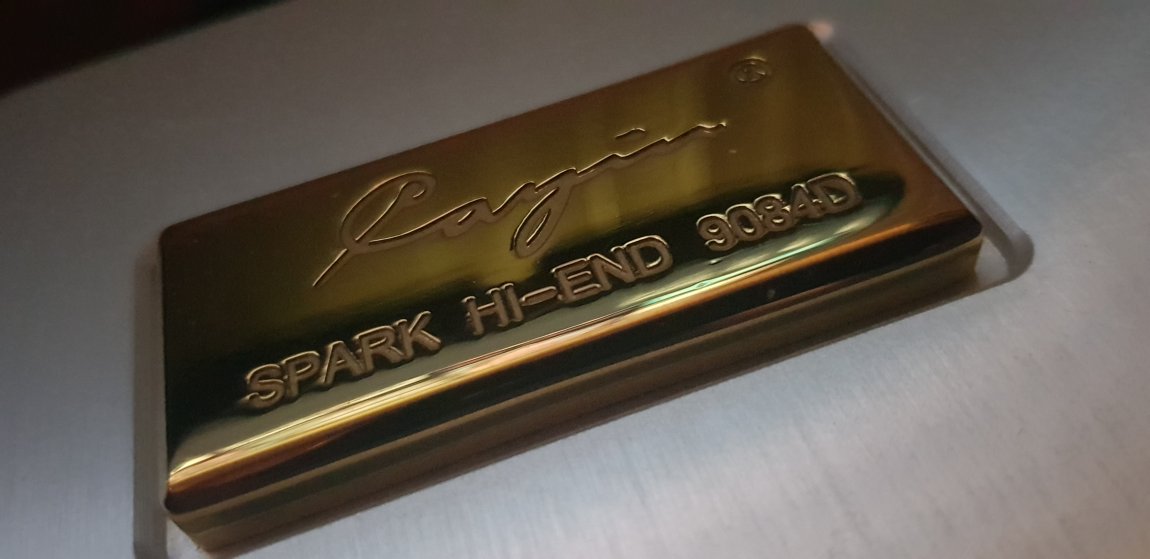 Cayin ®
SPARK HI-END 9084D